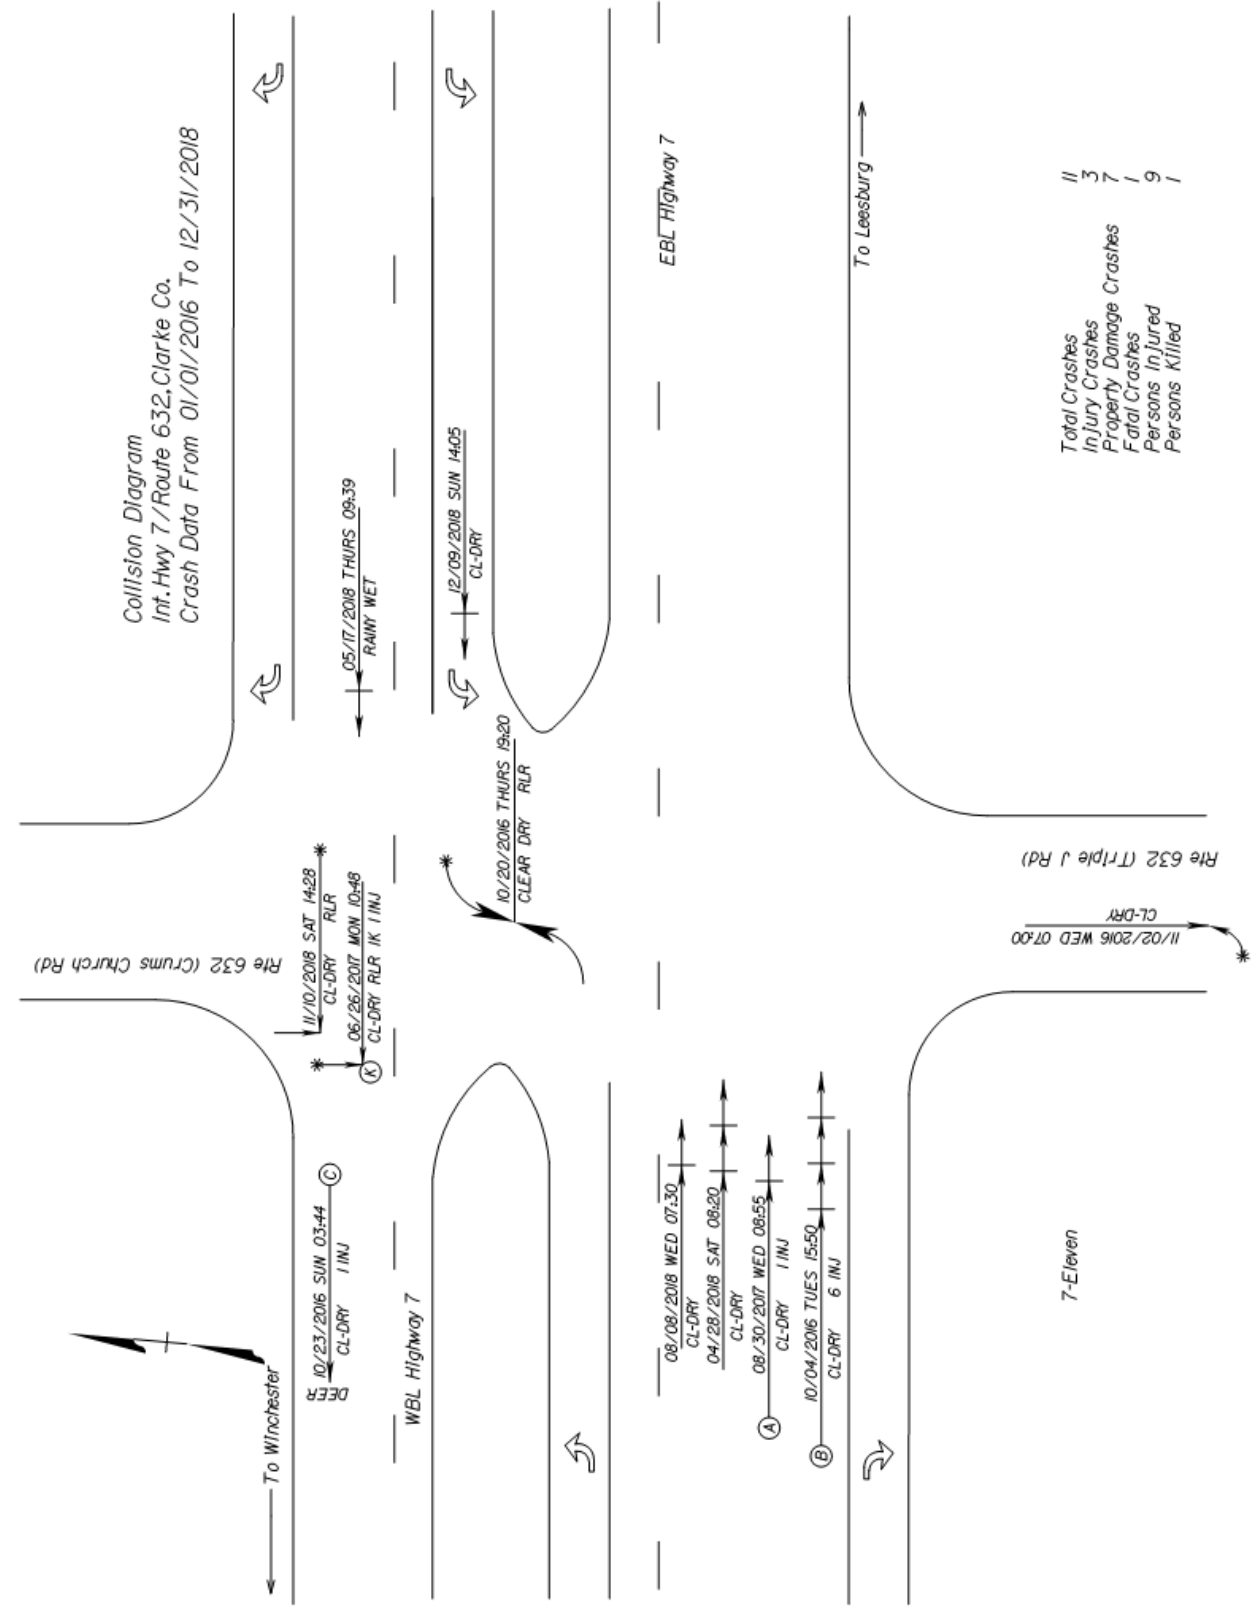 Collision Diagram
Int. Hwy 7/Route 632, Clarke Co.
Crash Data From 01/01/2016 To 12/31/2018
Rte 632 (Crums Church Rd)
To Winchester
DEER
10/23/2016 SUN 03:44
CL-DRY 1 INJ
C
11/10/2018 SAT 14:28
CL-DRY RLR
06/26/2017 MON 10:48
CL-DRY RLR 1K 1 INJ
K
05/17/2018 THURS 09:39
RAINY WET
WBL Highway 7
12/09/2018 SUN 14:05
CL-DRY
10/20/2016 THURS 19:20
CLEAR DRY RLR
EBL Highway 7
08/08/2018 WED 07:30
CL-DRY
04/28/2018 SAT 08:20
CL-DRY
08/30/2017 WED 08:55
CL-DRY 1 INJ
A
10/04/2016 TUES 15:50
CL-DRY 6 INJ
B
To Leesburg
7-Eleven
11/02/2016 WED 07:00
CL-DRY
Rte 632 (Triple J Rd)
Total Crashes 11
Injury Crashes 3
Property Damage Crashes 7
Fatal Crashes 1
Persons Injured 9
Persons Killed 1